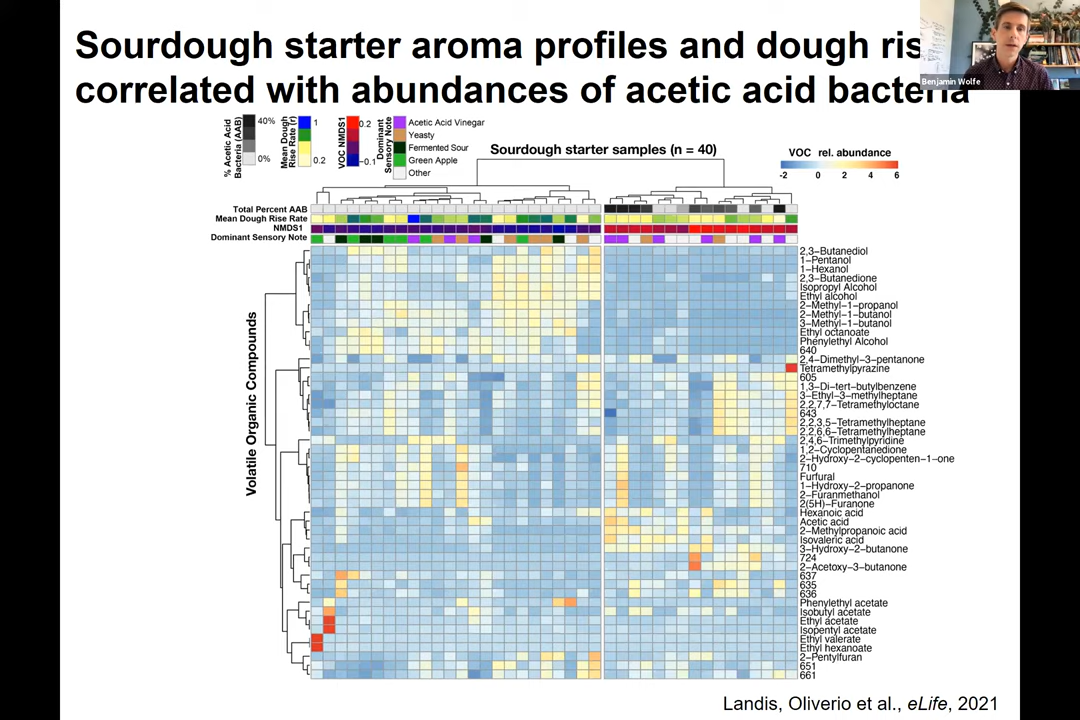 Sourdough starter aroma profiles and dough ris
correlated with abundances of acetic acid bacteria
Benjamin Wolfe
% Acetic Acid
Bacteria (AAB)
40%
0%
Mean Dough
Rise Rate (r)
1
0.2
VOC NMDS1
0.2
-0.1
Dominant
Sensory Note
Acetic Acid Vinegar
Yeasty
Fermented Sour
Green Apple
Other
Sourdough starter samples (n = 40)
VOC rel. abundance
-2 0 2 4 6
Total Percent AAB
Mean Dough Rise Rate
NMDS1
Dominant Sensory Note
Volatile Organic Compounds
2,3-Butanediol
1-Pentanol
1-Hexanol
2,3-Butanedione
Isopropyl Alcohol
Ethyl alcohol
2-Methyl-1-propanol
2-Methyl-1-butanol
3-Methyl-1-butanol
Ethyl octanoate
Phenylethyl Alcohol
640
2,4-Dimethyl-3-pentanone
Tetramethylpyrazine
605
1,3-Di-tert-butylbenzene
3-Ethyl-3-methylheptane
2,2,7,7-Tetramethyloctane
643
2,2,3,5-Tetramethylheptane
2,2,6,6-Tetramethylheptane
2,4,6-Trimethylpyridine
1,2-Cyclopentanedione
2-Hydroxy-2-cyclopenten-1-one
710
Furfural
1-Hydroxy-2-propanone
2-Furanmethanol
2(5H)-Furanone
Hexanoic acid
Acetic acid
2-Methylpropanoic acid
Isovaleric acid
3-Hydroxy-2-butanone
724
2-Acetoxy-3-butanone
637
635
636
Phenylethyl acetate
Isobutyl acetate
Ethyl acetate
Isopentyl acetate
Ethyl valerate
Ethyl hexanoate
2-Pentylfuran
651
661
Landis, Oliverio et al., eLife, 2021